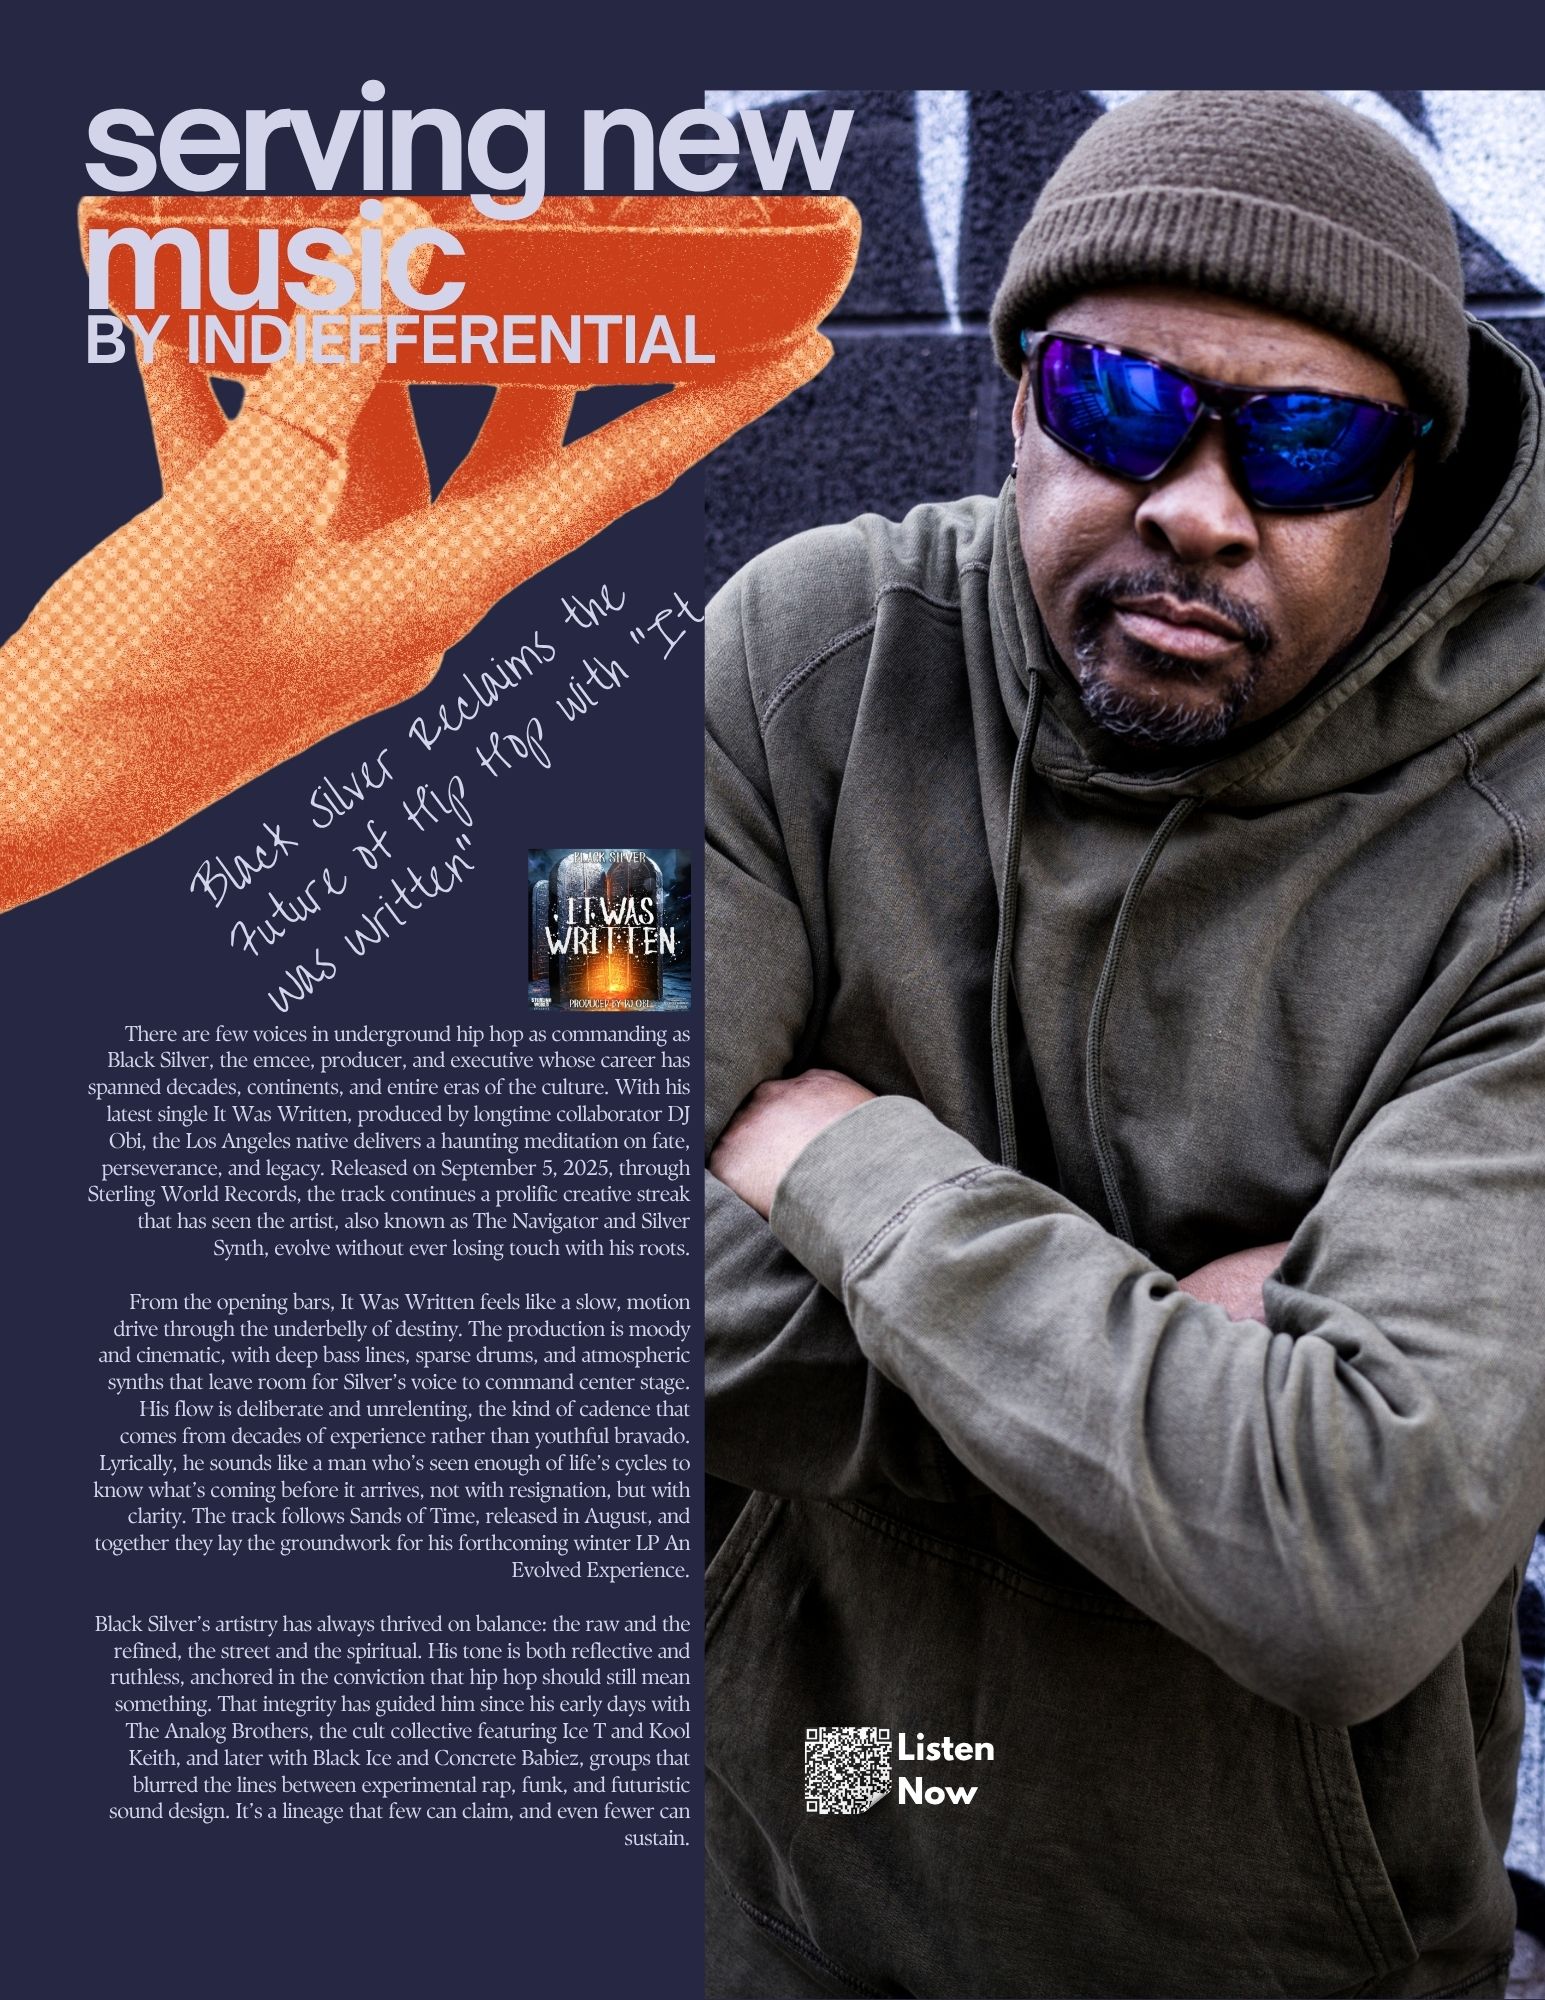 serving new
music
BY INDIEFFERENTIAL
Black Silver Reclaims the
Future of Hip Hop with "It
Was Written"
BLACK SILVER
IT WAS
WRITTEN
PRODUCED BY DJ OBI
There are few voices in underground hip hop as commanding as
Black Silver, the emcee, producer, and executive whose career has
spanned decades, continents, and entire eras of the culture. With his
latest single It Was Written, produced by longtime collaborator DJ
Obi, the Los Angeles native delivers a haunting meditation on fate,
perseverance, and legacy. Released on September 5, 2025, through
Sterling World Records, the track continues a prolific creative streak
that has seen the artist, also known as The Navigator and Silver
Synth, evolve without ever losing touch with his roots.
From the opening bars, It Was Written feels like a slow, motion
drive through the underbelly of destiny. The production is moody
and cinematic, with deep bass lines, sparse drums, and atmospheric
synths that leave room for Silver’s voice to command center stage.
His flow is deliberate and unrelenting, the kind of cadence that
comes from decades of experience rather than youthful bravado.
Lyrically, he sounds like a man who’s seen enough of life’s cycles to
know what’s coming before it arrives, not with resignation, but with
clarity. The track follows Sands of Time, released in August, and
together they lay the groundwork for his forthcoming winter LP An
Evolved Experience.
Black Silver’s artistry has always thrived on balance: the raw and the
refined, the street and the spiritual. His tone is both reflective and
ruthless, anchored in the conviction that hip hop should still mean
something. That integrity has guided him since his early days with
The Analog Brothers, the cult collective featuring Ice T and Kool
Keith, and later with Black Ice and Concrete Babiez, groups that
blurred the lines between experimental rap, funk, and futuristic
sound design. It’s a lineage that few can claim, and even fewer can
sustain.
Listen
Now